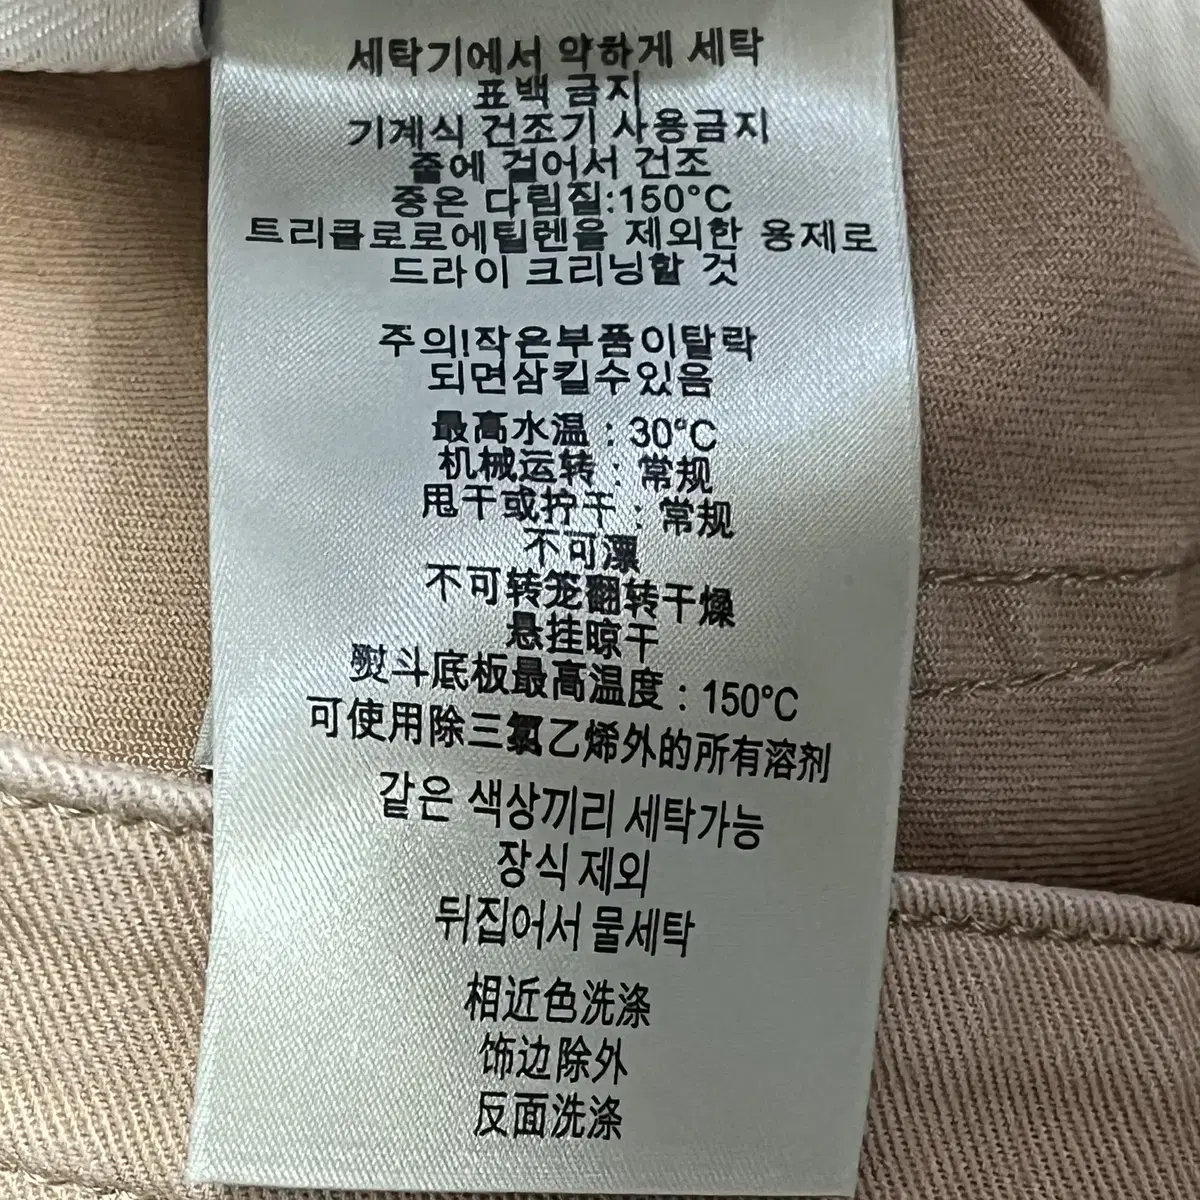 세탁기에서 약하게 세탁
표백 금지
기계식 건조기 사용금지
줄에 걸어서 건조
중온 다림질:150°C
트리클로로에틸렌을 제외한 용제로
드라이 크리닝할 것
주의!작은부품이탈락
되면삼킬수있음
最高水温：30°C
机械运转：常规
甩干或拧干：常规
不可漂
不可转笼翻转干燥
悬挂晾干
熨斗底板最高温度：150°C
可使用除三氯乙烯外的所有溶剂
같은 색상끼리 세탁가능
장식 제외
뒤집어서 물세탁
相近色洗涤
饰边除外
反面洗涤